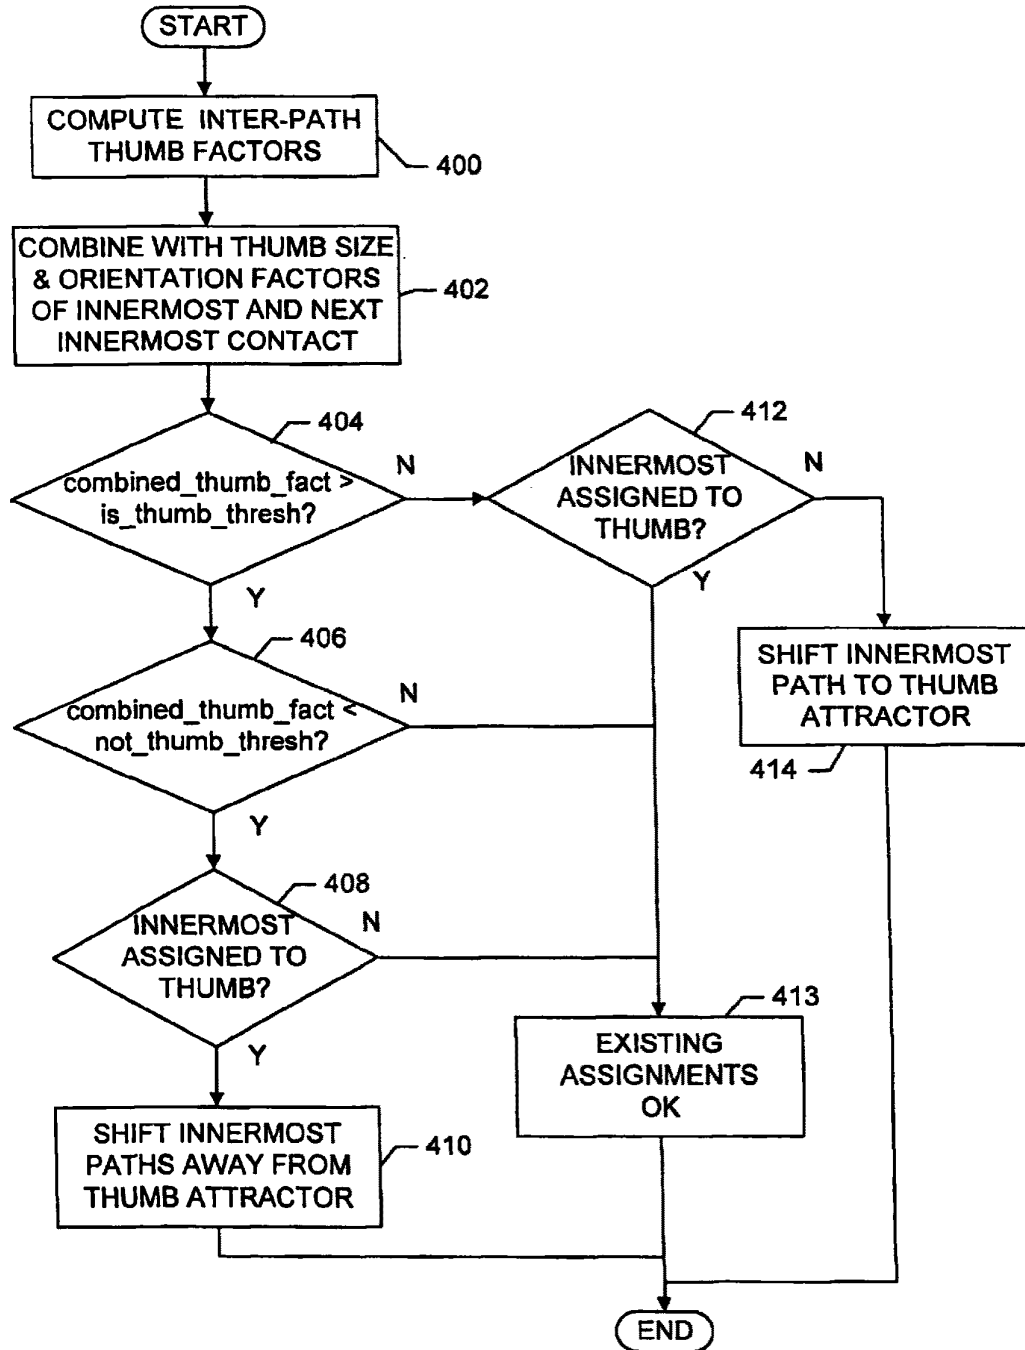 START
COMPUTE INTER-PATH
THUMB FACTORS
400
COMBINE WITH THUMB SIZE
& ORIENTATION FACTORS
OF INNERMOST AND NEXT
INNERMOST CONTACT
402
404
combined_thumb_fact >
is_thumb_thresh?
N
Y
412
INNERMOST
ASSIGNED TO
THUMB?
N
Y
406
combined_thumb_fact <
not_thumb_thresh?
N
Y
SHIFT INNERMOST
PATH TO THUMB
ATTRACTOR
414
408
INNERMOST
ASSIGNED TO
THUMB?
N
Y
413
EXISTING
ASSIGNMENTS
OK
SHIFT INNERMOST
PATHS AWAY FROM
THUMB ATTRACTOR
410
END